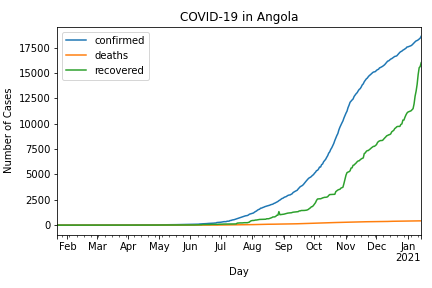 COVID-19 in Angola
confirmed
deaths
recovered
Number of Cases
17500
15000
12500
10000
7500
5000
2500
0
Feb Mar Apr May Jun Jul Aug Sep Oct Nov Dec Jan
2021
Day